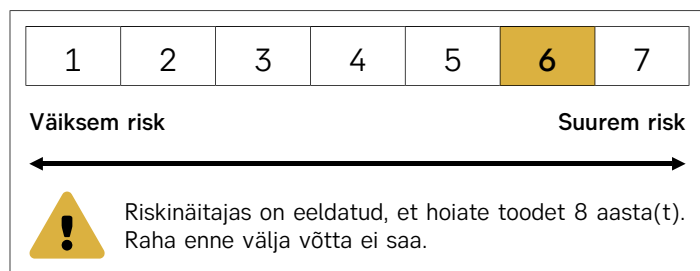 1 2 3 4 5 6 7
Väiksem risk Suurem risk
Riskinäitajas on eeldatud, et hoiate toodet 8 aasta(t).
Raha enne välja võtta ei saa.